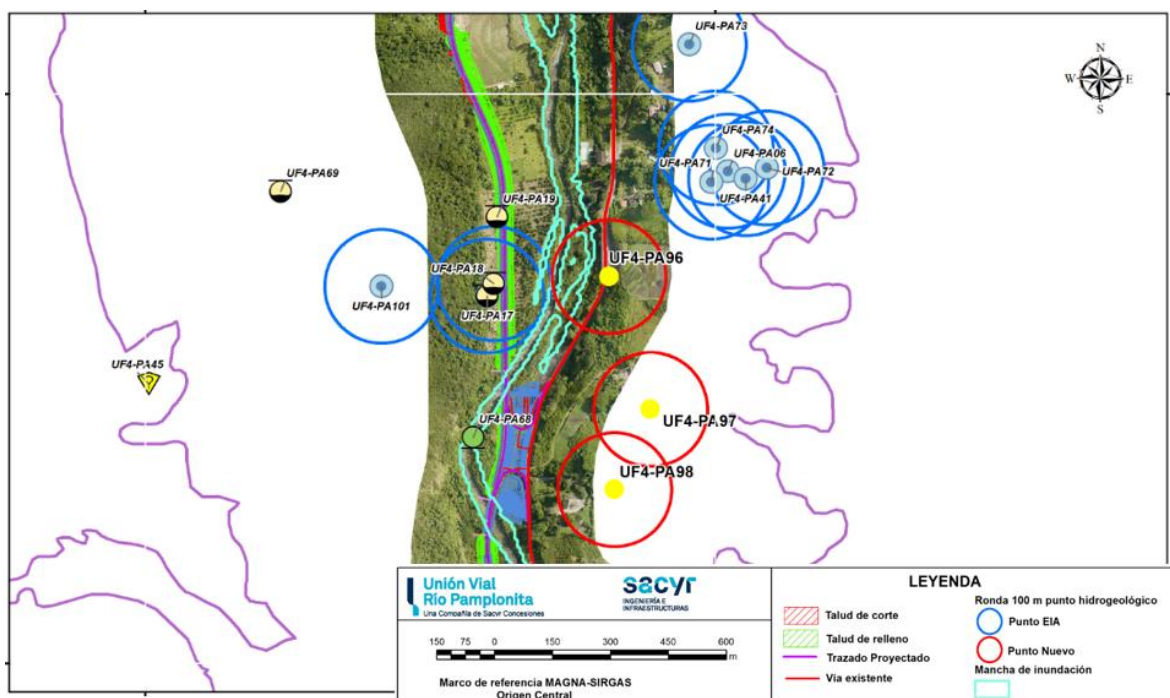 UF4-PA73
N
W E
S
UF4-PA74
UF4-PA71
UF4-PA06
UF4-PA72
UF4-PA41
UF4-PA69
UF4-PA19
UF4-PA96
UF4-PA18
UF4-PA101
UF4-PA17
UF4-PA45
UF4-PA97
UF4-PA68
UF4-PA98
Unión Vial
Río Pamplonita
Una Compañía de Sacyr Concesiones
sacyr
INGENIERÍA E
INFRAESTRUCTURAS
150 75 0 150 300 450 600
m
Marco de referencia MAGNA-SIRGAS
Origen Central
LEYENDA
Talud de corte
Talud de relleno
Trazado Proyectado
Vía existente
Ronda 100 m punto hidrogeológico
Punto EIA
Punto Nuevo
Mancha de inundación